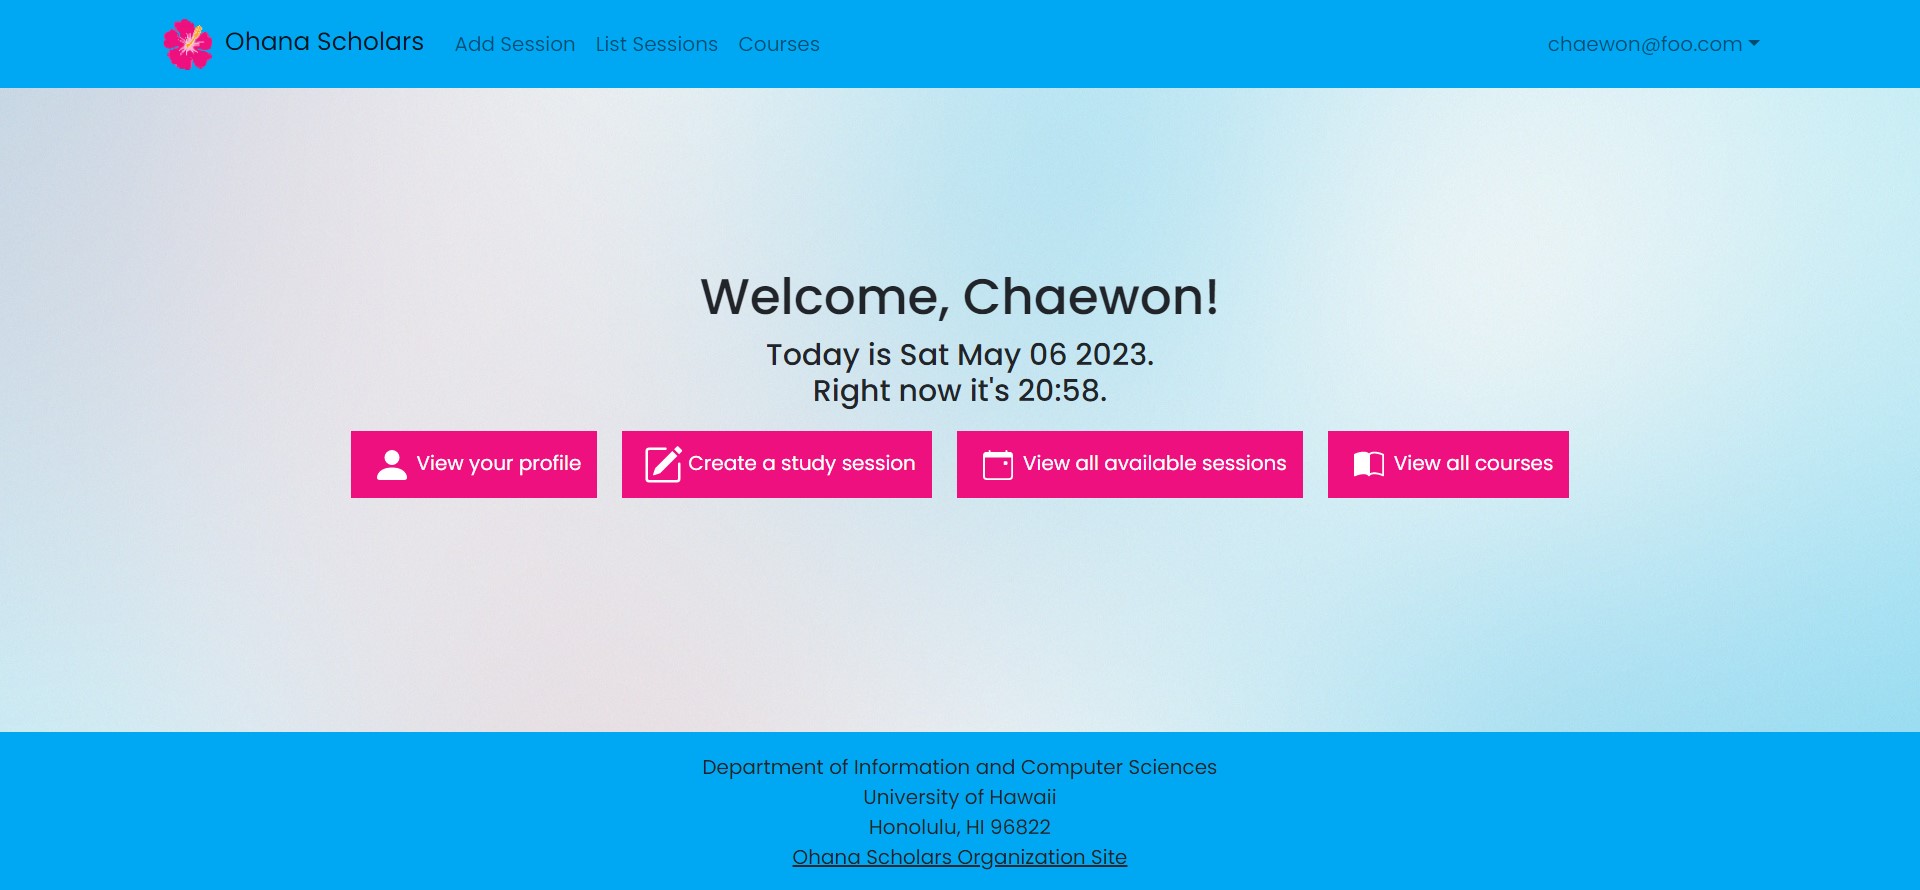 Ohana Scholars Add Session List Sessions Courses chaewon@foo.com
Welcome, Chaewon!
Today is Sat May 06 2023.
Right now it's 20:58.
View your profile Create a study session View all available sessions View all courses
Department of Information and Computer Sciences
University of Hawaii
Honolulu, HI 96822
Ohana Scholars Organization Site